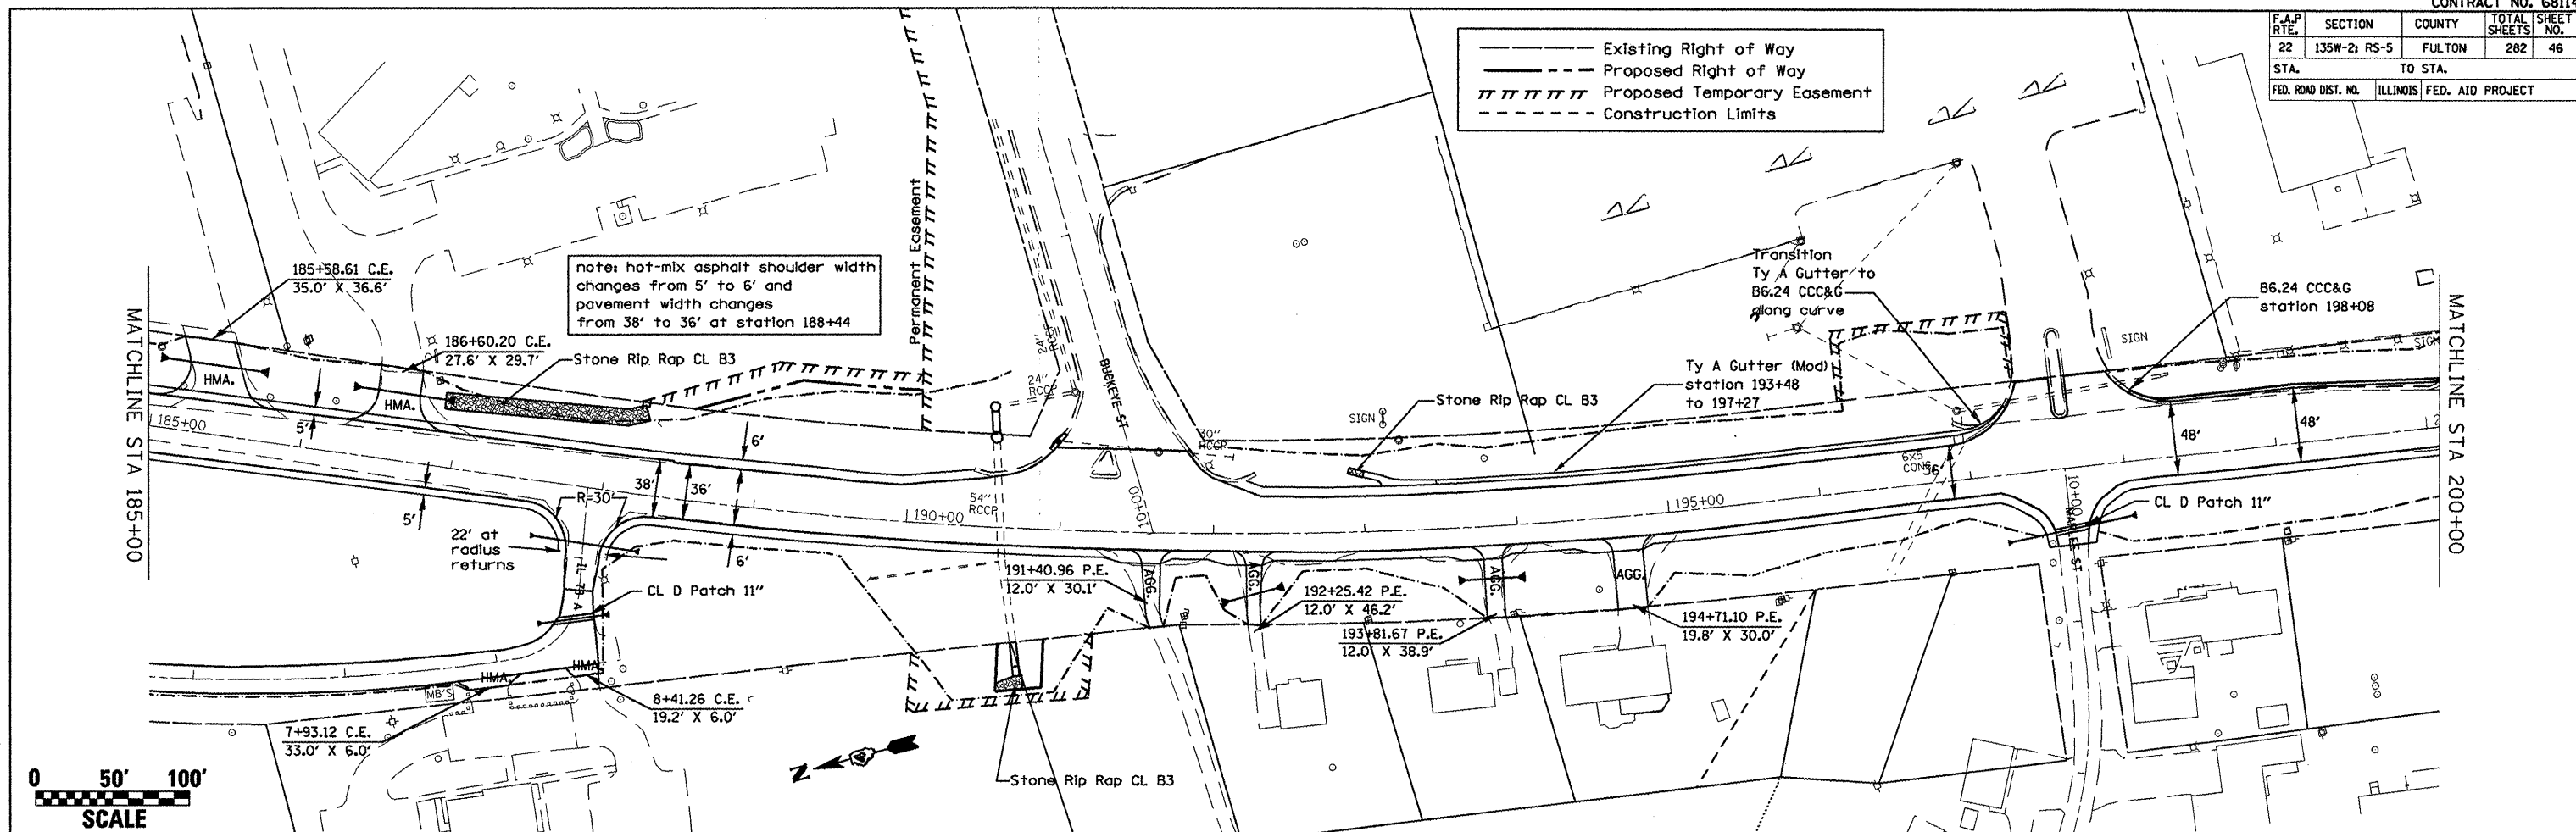 CONTRACT NO. 68114
F.A.P RTE.
SECTION
COUNTY
TOTAL SHEETS
SHEET NO.
22
135W-2; RS-5
FULTON
282
46
STA.
TO STA.
FED. ROAD DIST. NO.
ILLINOIS
FED. AID PROJECT
Existing Right of Way
Proposed Right of Way
Proposed Temporary Easement
Construction Limits
Permanent Easement
note: hot-mix asphalt shoulder width
changes from 5' to 6' and
pavement width changes
from 38' to 36' at station 188+44
185+58.61 C.E.
35.0' X 36.6'
186+60.20 C.E.
27.6' X 29.7'
Stone Rip Rap CL B3
HMA.
HMA.
MATCHLINE STA 185+00
185+00
5'
5'
6'
38'
36'
6'
R=30'
22' at
radius
returns
CL D Patch 11"
HMA.
HMA.
MB'S
7+93.12 C.E.
33.0' X 6.0'
8+41.26 C.E.
19.2' X 6.0'
24"
RCCP
24"
RCCP
BUCKEYE ST
30"
RCCP
54"
RCCP
190+00
10+00
Transition
Ty A Gutter to
B6.24 CCC&G
along curve
Ty A Gutter (Mod)
station 193+48
to 197+27
Stone Rip Rap CL B3
SIGN
SIGN
SIGN
B6.24 CCC&G
station 198+08
48'
48'
6x5
36'
195+00
10+00
CL D Patch 11"
AGG.
AGG.
AGG.
AGG.
191+40.96 P.E.
12.0' X 30.1'
192+25.42 P.E.
12.0' X 46.2'
193+81.67 P.E.
12.0' X 38.9'
194+71.10 P.E.
19.8' X 30.0'
Stone Rip Rap CL B3
MATCHLINE STA 200+00
Z
0 50' 100'
SCALE